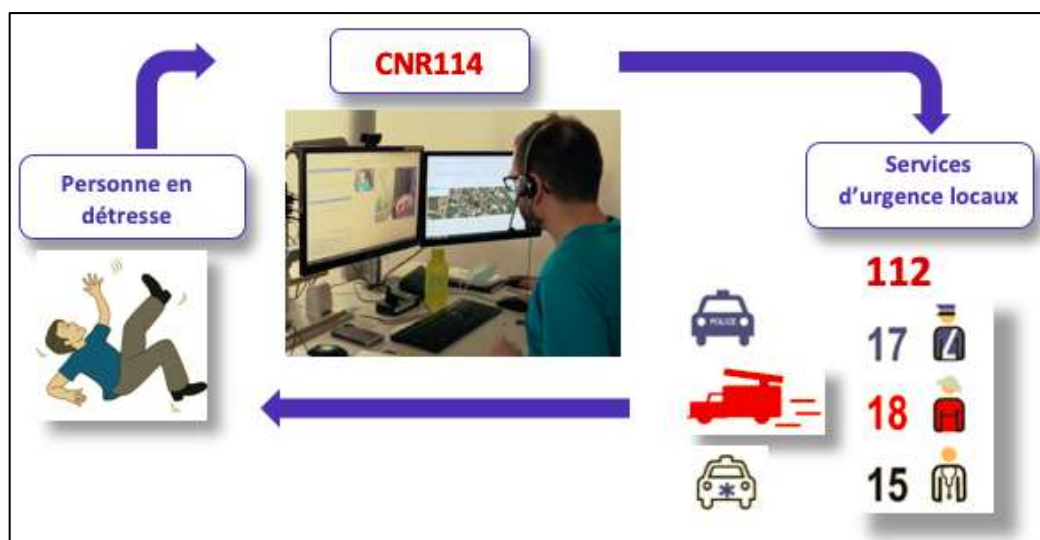 CNR114
Personne en
détresse
Services
d'urgence locaux
112
POLICE
17
18
15